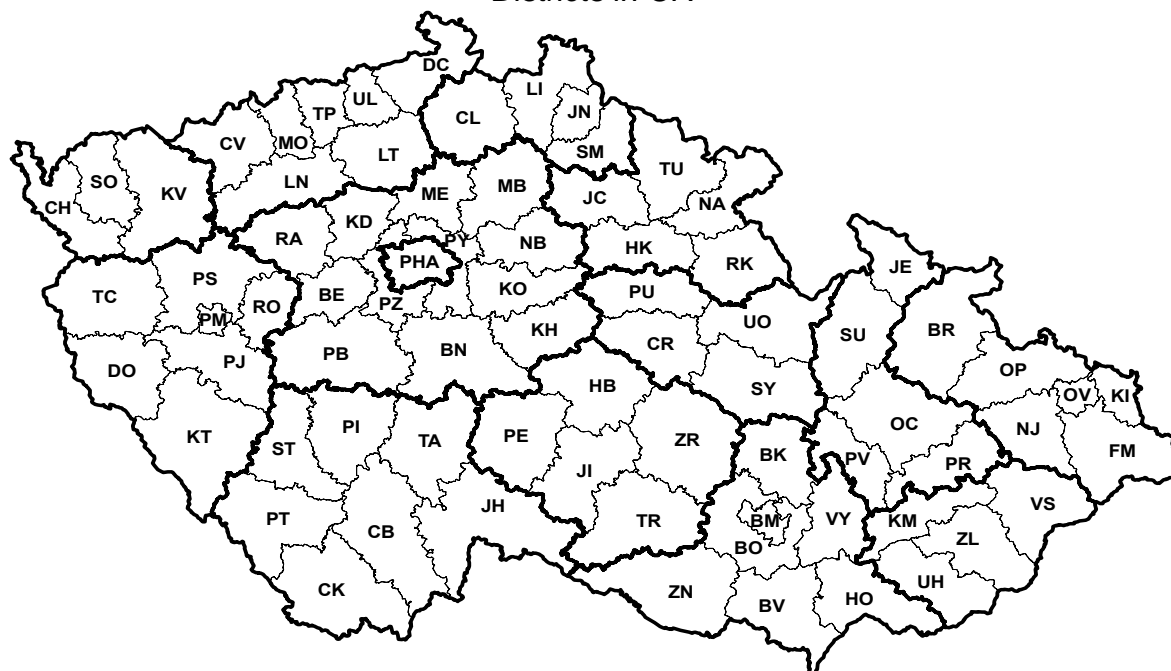 Districts in CR
DC
LI
UL
JN
TP
CL
CV
MO
SM
LT
TU
SO
LN
MB
KV
ME
JC
NA
CH
KD
RA
PY
NB
HK
PHA
RK
JE
PS
KO
TC
BE
PZ
PU
RO
PM
UO
BR
SU
CR
KH
BN
PB
PJ
DO
OP
HB
SY
OV
KI
PI
OC
NJ
KT
ST
TA
PE
ZR
FM
JI
BK
PV
PR
VS
JH
PT
TR
BM
VY
KM
CB
ZL
BO
UH
CK
ZN
BV
HO